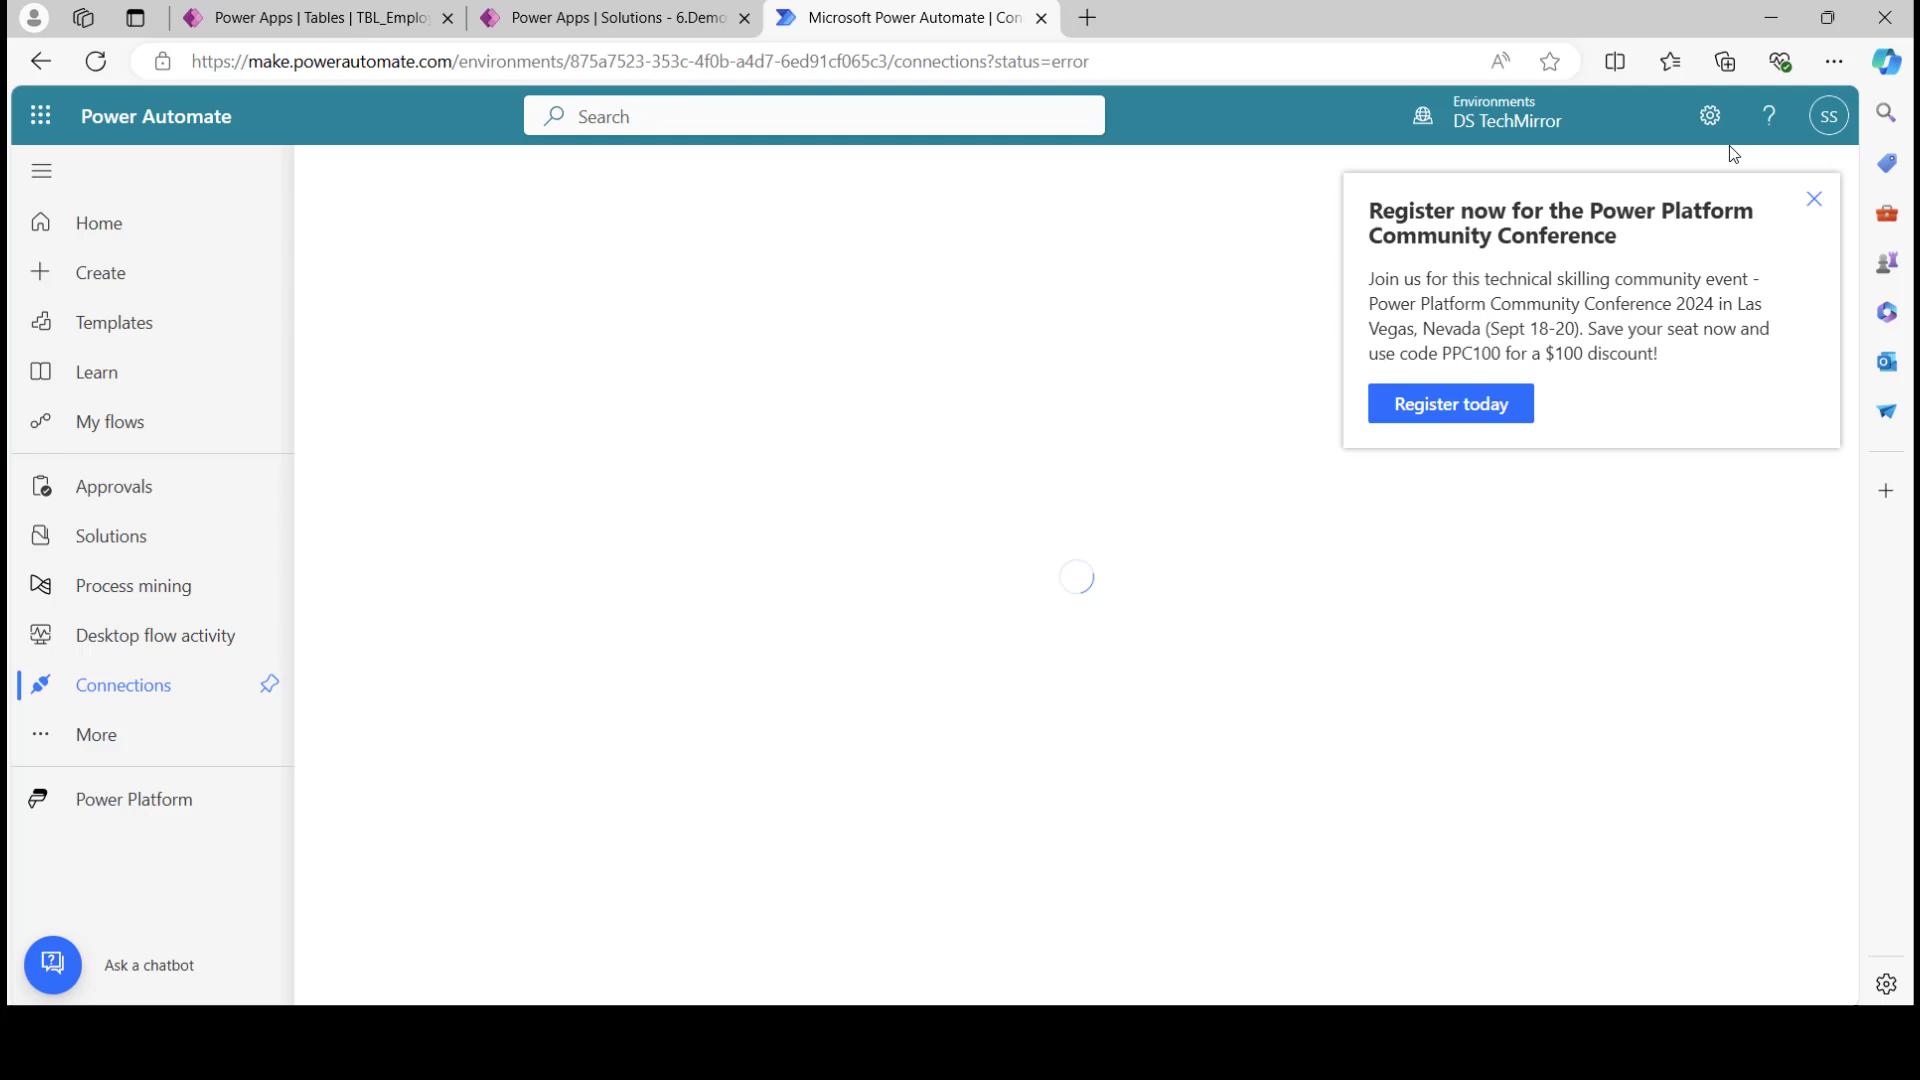 Power Apps | Tables | TBL_Emplo
Power Apps | Solutions - 6.Demo
Microsoft Power Automate | Con
https://make.powerautomate.com/environments/875a7523-353c-4f0b-a4d7-6ed91cf065c3/connections?status=error
Power Automate
Search
Environments
DS TechMirror
SS
Home
Create
Templates
Learn
My flows
Approvals
Solutions
Process mining
Desktop flow activity
Connections
More
Power Platform
Ask a chatbot
Register now for the Power Platform
Community Conference
Join us for this technical skilling community event -
Power Platform Community Conference 2024 in Las
Vegas, Nevada (Sept 18-20). Save your seat now and
use code PPC100 for a $100 discount!
Register today